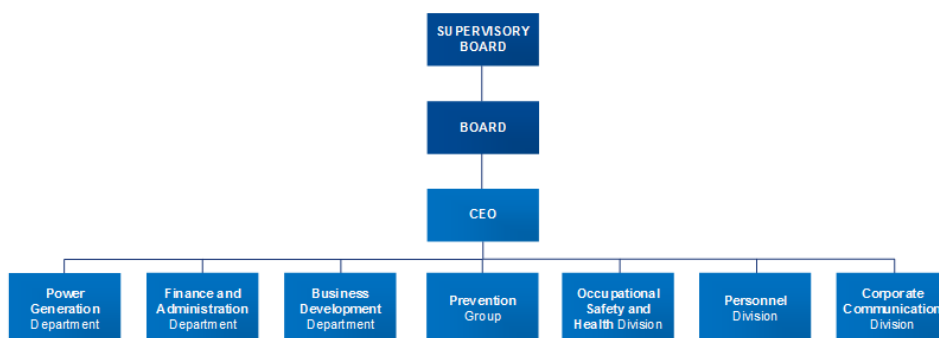 SUPERVISORY
BOARD
BOARD
CEO
Power
Generation
Department
Finance and
Administration
Department
Business
Development
Department
Prevention
Group
Occupational
Safety and
Health Division
Personnel
Division
Corporate
Communication
Division